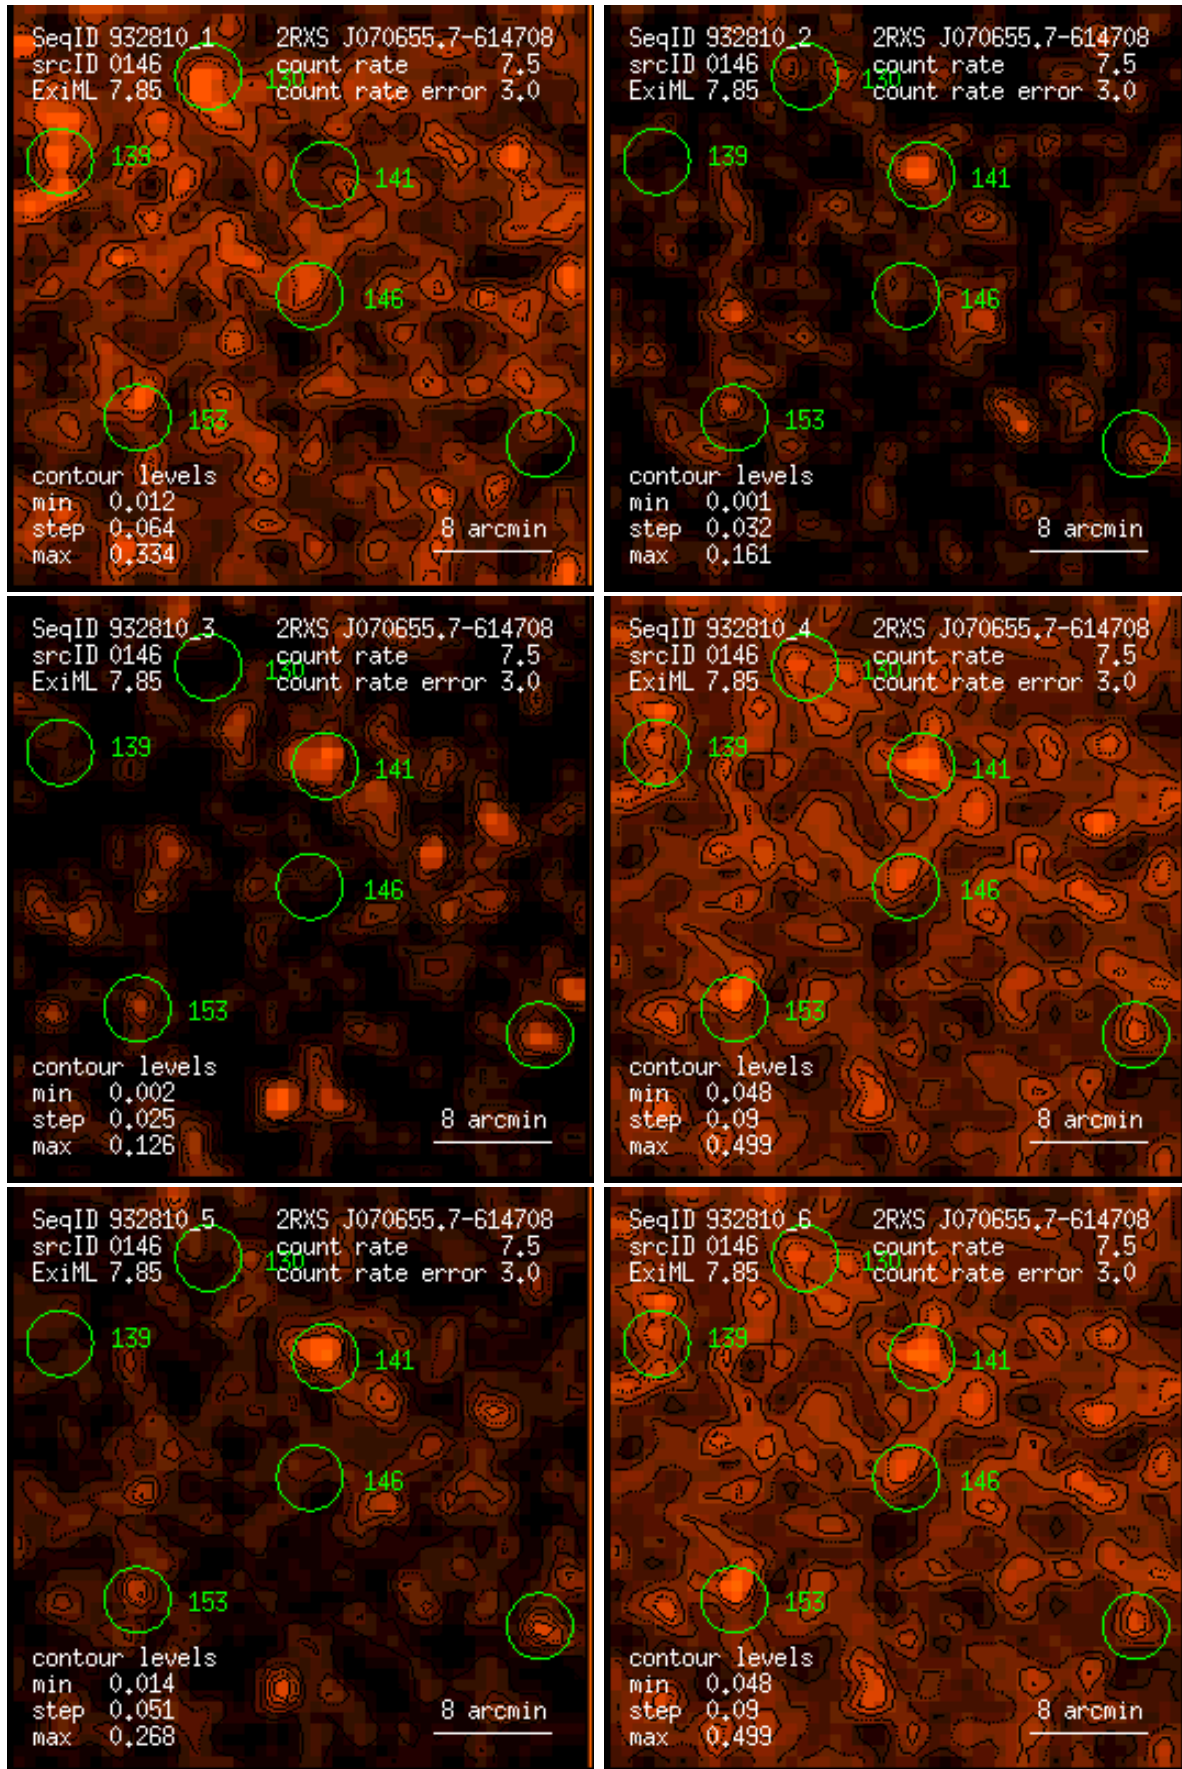 SeqID 932810_1 2RXS J070655.7-614708
srcID 0146 count rate 7.5
ExiML 7.85 130 count rate error 3.0
139
141
146
153
contour levels
min 0.012
step 0.064 8 arcmin
max 0.334
SeqID 932810_2 2RXS J070655.7-614708
srcID 0146 count rate 7.5
ExiML 7.85 130 count rate error 3.0
139
141
146
153
contour levels
min 0.001
step 0.032 8 arcmin
max 0.161
SeqID 932810_3 2RXS J070655.7-614708
srcID 0146 count rate 7.5
ExiML 7.85 130 count rate error 3.0
139
141
146
153
contour levels
min 0.002
step 0.025 8 arcmin
max 0.126
SeqID 932810_4 2RXS J070655.7-614708
srcID 0146 count rate 7.5
ExiML 7.85 130 count rate error 3.0
139
141
146
153
contour levels
min 0.048
step 0.09 8 arcmin
max 0.499
SeqID 932810_5 2RXS J070655.7-614708
srcID 0146 count rate 7.5
ExiML 7.85 130 count rate error 3.0
139
141
146
153
contour levels
min 0.014
step 0.051 8 arcmin
max 0.268
SeqID 932810_6 2RXS J070655.7-614708
srcID 0146 count rate 7.5
ExiML 7.85 130 count rate error 3.0
139
141
146
153
contour levels
min 0.048
step 0.09 8 arcmin
max 0.499